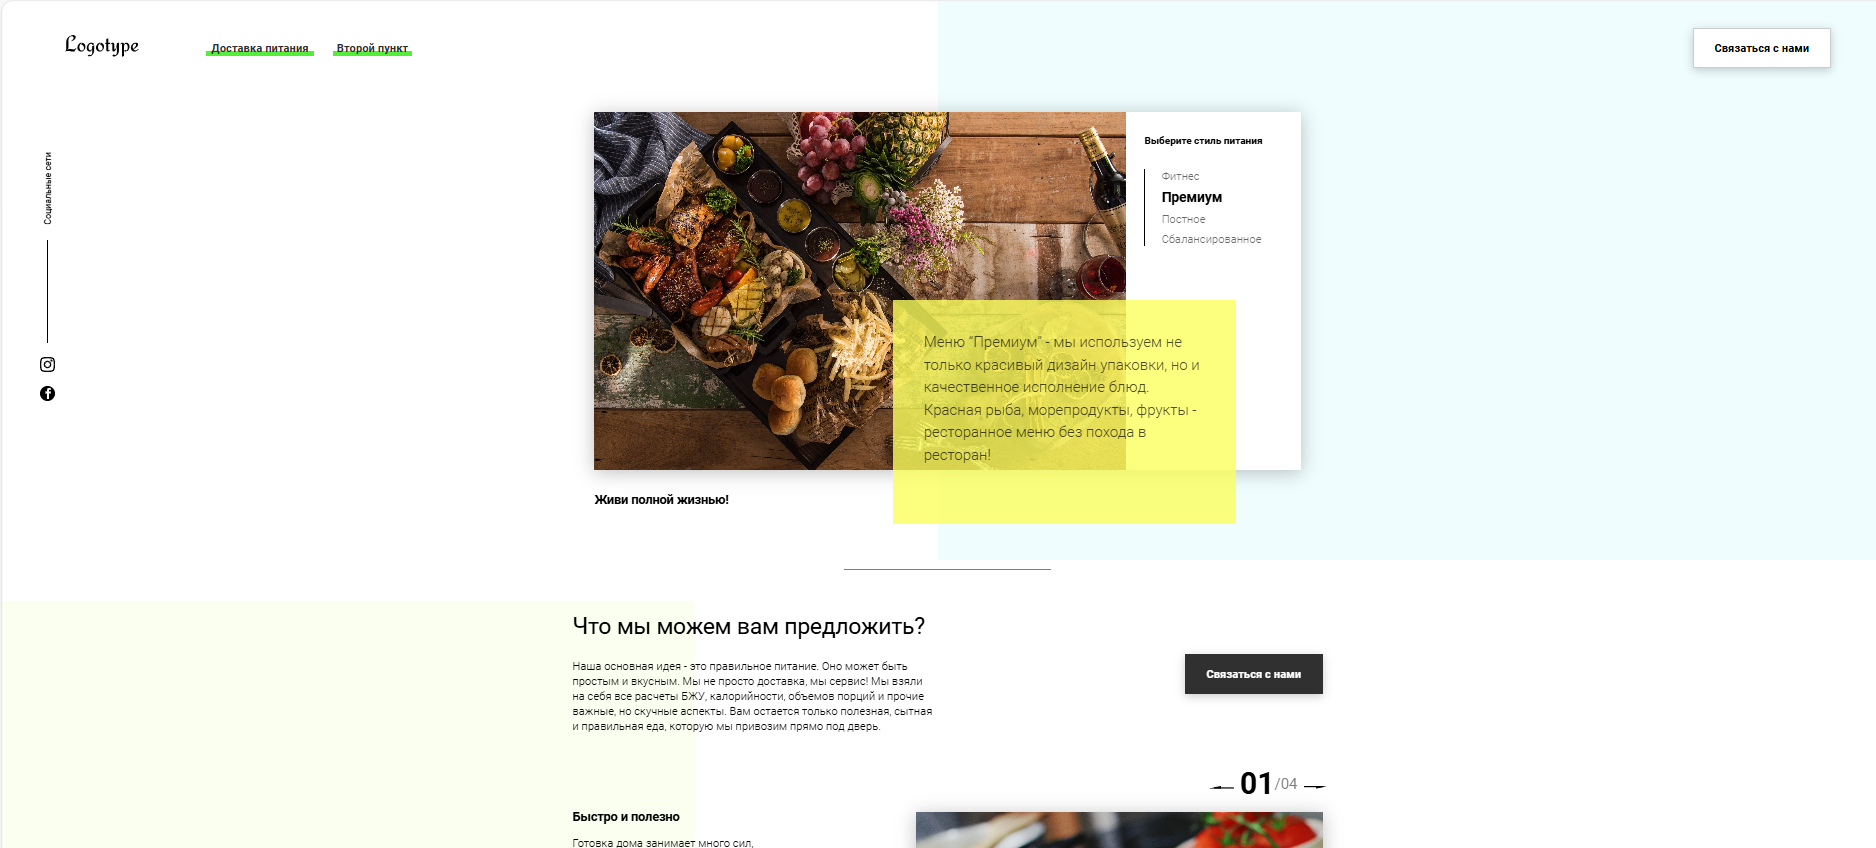 Logotype
Доставка питания
Второй пункт
Связаться с нами
Социальные сети
Выберите стиль питания
Фитнес
Премиум
Постное
Сбалансированное
Меню “Премиум” - мы используем не
только красивый дизайн упаковки, но и
качественное исполнение блюд.
Красная рыба, морепродукты, фрукты -
ресторанное меню без похода в
ресторан!
Живи полной жизнью!
Что мы можем вам предложить?
Наша основная идея - это правильное питание. Оно может быть
простым и вкусным. Мы не просто доставка, мы сервис! Мы взяли
на себя все расчеты БЖУ, калорийности, объемов порций и прочие
важные, но скучные аспекты. Вам остается только полезная, сытная
и правильная еда, которую мы привозим прямо под дверь.
Связаться с нами
01/04
Быстро и полезно
Готовка дома занимает много сил,